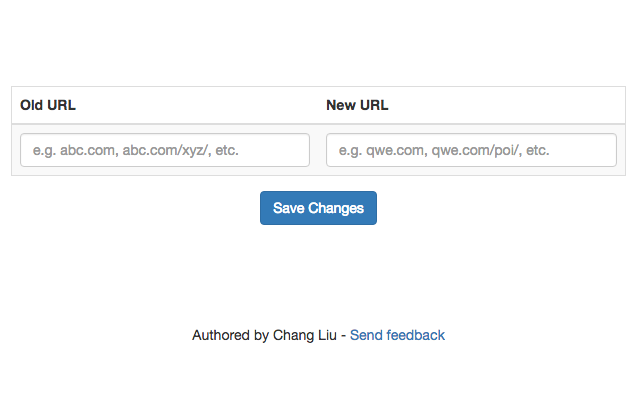 Old URL New URL
e.g. abc.com, abc.com/xyz/, etc. e.g. qwe.com, qwe.com/poi/, etc.
Save Changes
Authored by Chang Liu - Send feedback